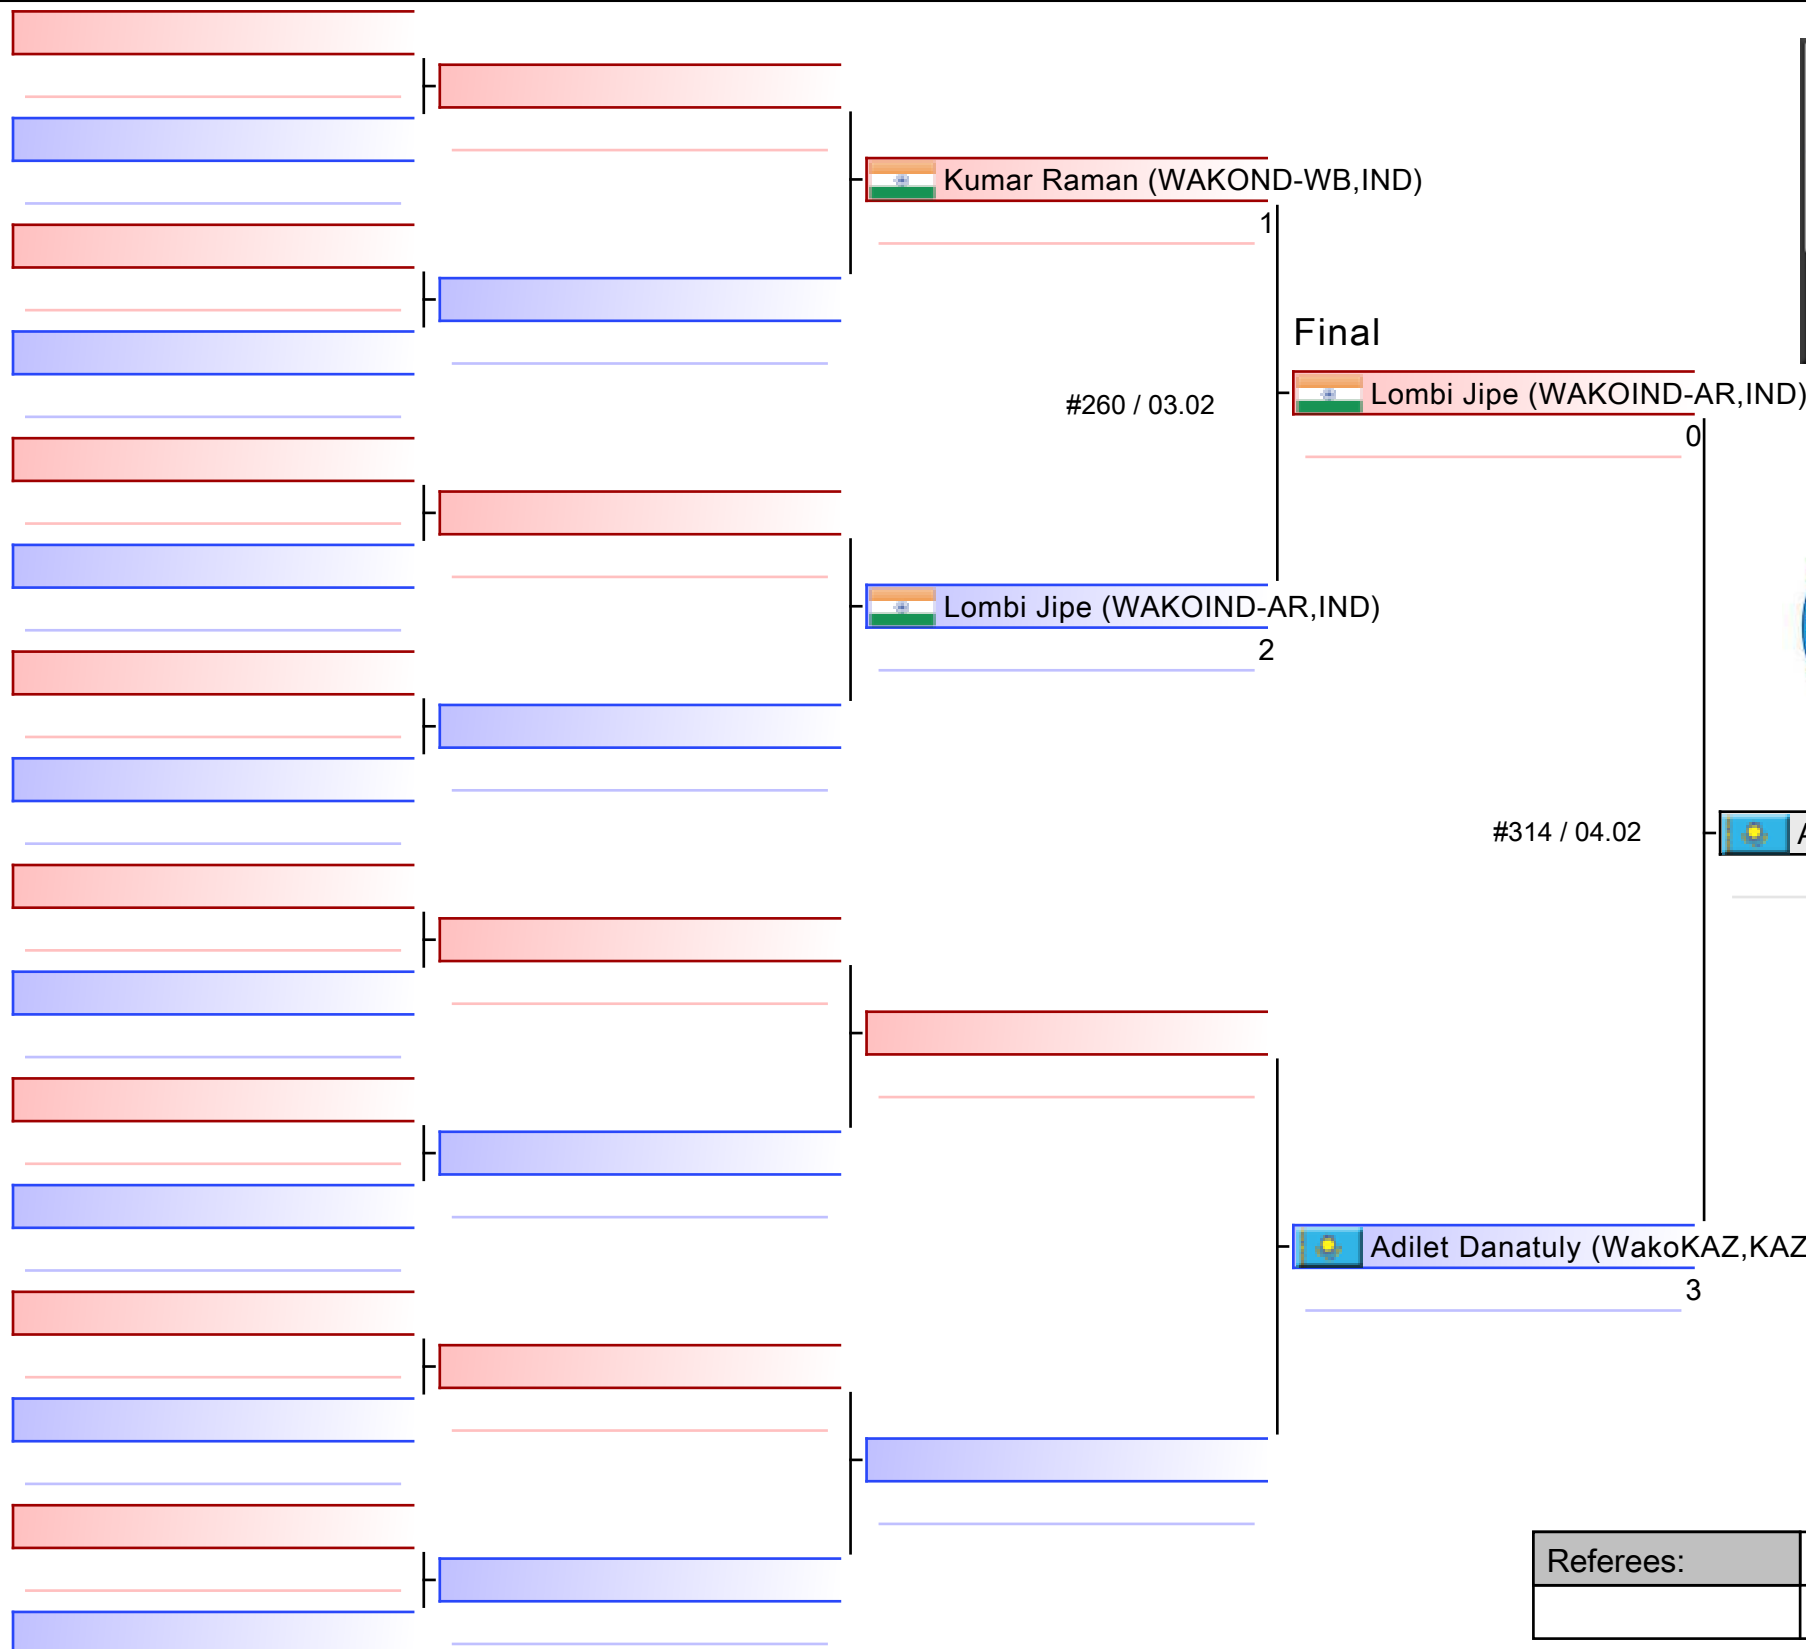 Kumar Raman (WAKOND-WB,IND)
1
Final
#260 / 03.02
Lombi Jipe (WAKOIND-AR,IND)
0
Lombi Jipe (WAKOIND-AR,IND)
2
#314 / 04.02
Adilet Danatuly (WakoKAZ,KAZ
3
Referees: